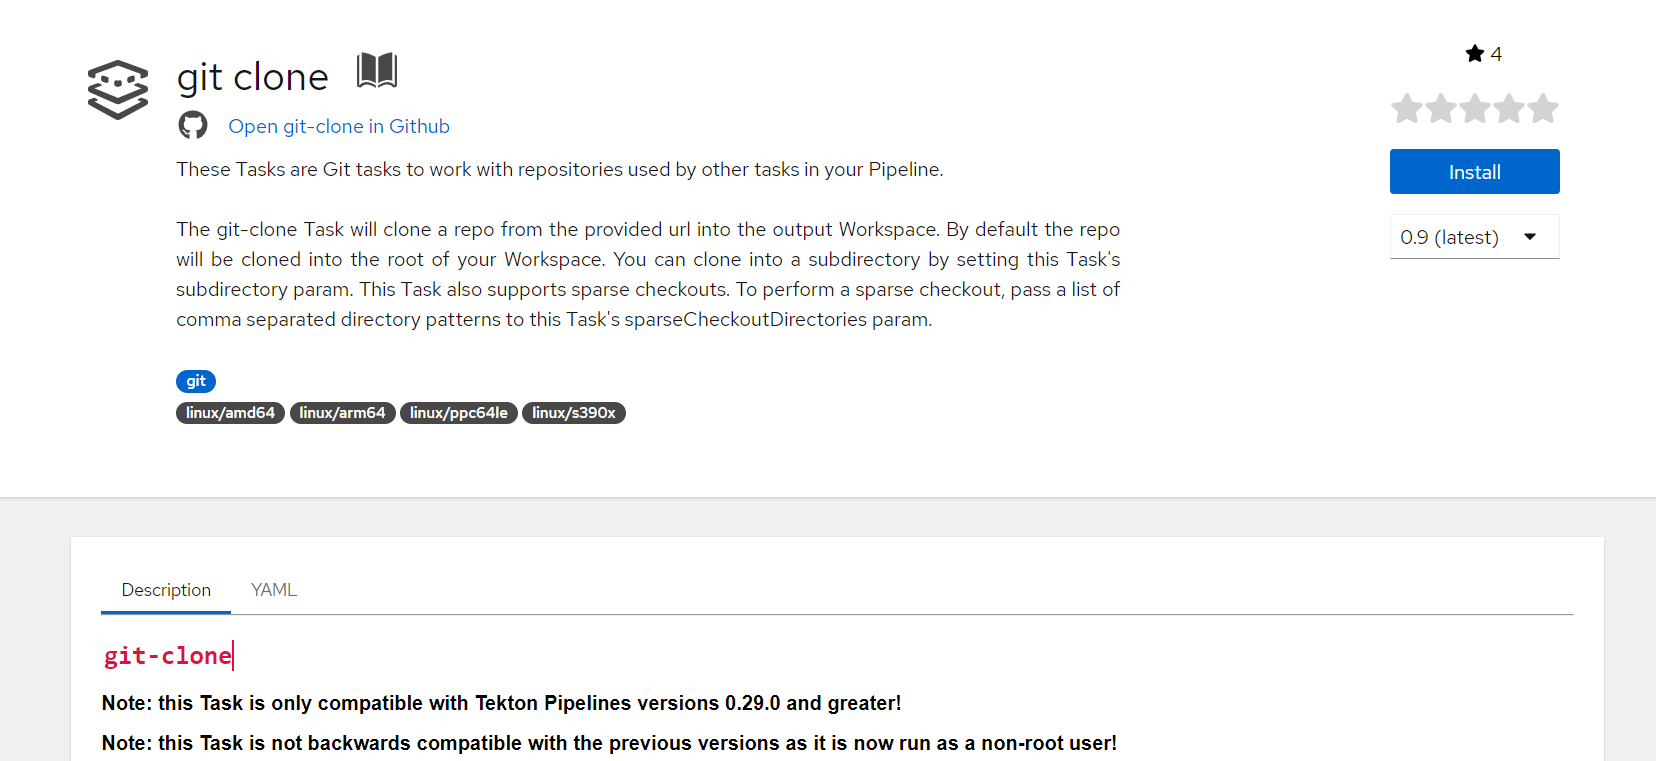 git clone
4
Open git-clone in Github
These Tasks are Git tasks to work with repositories used by other tasks in your Pipeline.
Install
The git-clone Task will clone a repo from the provided url into the output Workspace. By default the repo
will be cloned into the root of your Workspace. You can clone into a subdirectory by setting this Task's
subdirectory param. This Task also supports sparse checkouts. To perform a sparse checkout, pass a list of
comma separated directory patterns to this Task's sparseCheckoutDirectories param.
0.9 (latest)
git
linux/amd64 linux/arm64 linux/ppc64le linux/s390x
Description YAML
git-clone
Note: this Task is only compatible with Tekton Pipelines versions 0.29.0 and greater!
Note: this Task is not backwards compatible with the previous versions as it is now run as a non-root user!